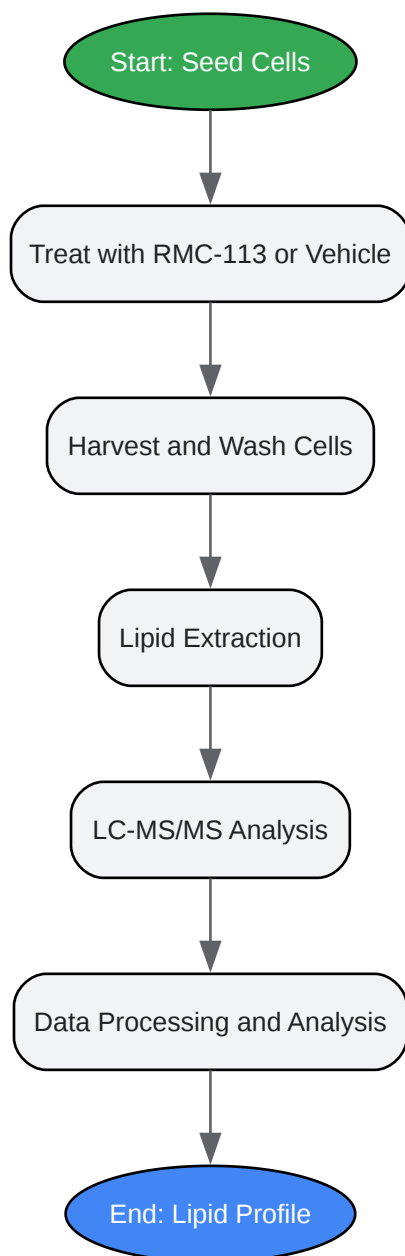 Start: Seed Cells
Treat with RMC-113 or Vehicle
Harvest and Wash Cells
Lipid Extraction
LC-MS/MS Analysis
Data Processing and Analysis
End: Lipid Profile